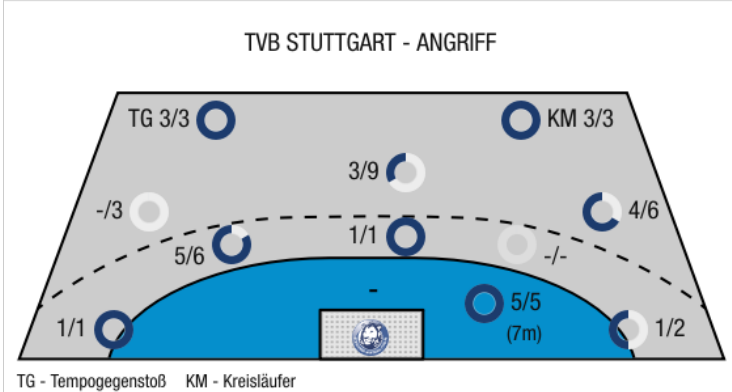 TVB STUTTGART - ANGRIFF
TG 3/3
KM 3/3
3/9
-/3
4/6
5/6
1/1
-/-
-
5/5
(7m)
1/1
1/2
TG - Tempogegenstoß KM - Kreisläufer